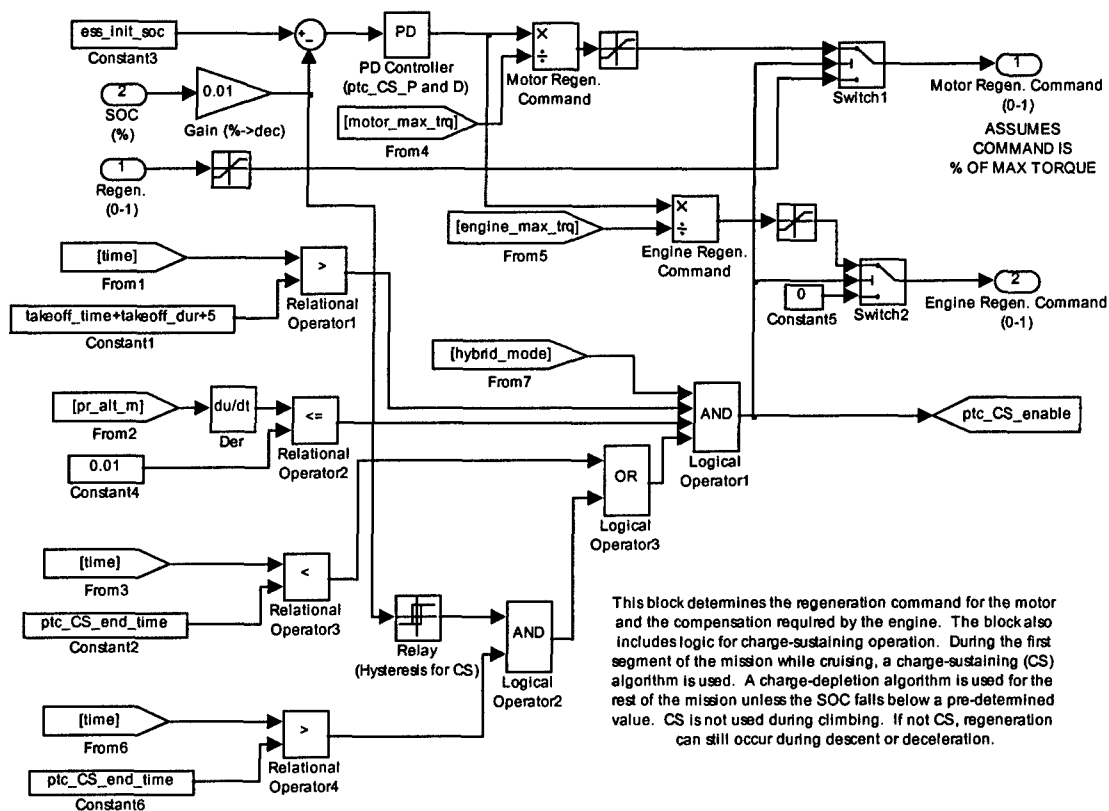 ess_init_soc
Constant3
+
−
PD
PD Controller
(ptc_CS_P and D)
×
÷
Motor Regen.
Command
Switch1
1
Motor Regen. Command
(0-1)
ASSUMES
COMMAND IS
% OF MAX TORQUE
2
SOC
(%)
0.01
Gain (%->dec)
[motor_max_trq]
From4
1
Regen.
(0-1)
[engine_max_trq]
From5
×
÷
Engine Regen.
Command
0
Constant5
Switch2
2
Engine Regen. Command
(0-1)
[time]
From1
takeoff_time+takeoff_dur+5
Constant1
>
Relational
Operator1
[hybrid_mode]
From7
[pr_alt_m]
From2
du/dt
Der
<=
Relational
Operator2
0.01
Constant4
AND
Logical
Operator1
ptc_CS_enable
OR
Logical
Operator3
[time]
From3
ptc_CS_end_time
Constant2
<
Relational
Operator3
Relay
(Hysteresis for CS)
AND
Logical
Operator2
[time]
From6
ptc_CS_end_time
Constant6
>
Relational
Operator4
This block determines the regeneration command for the motor
and the compensation required by the engine. The block also
includes logic for charge-sustaining operation. During the first
segment of the mission while cruising, a charge-sustaining (CS)
algorithm is used. A charge-depletion algorithm is used for the
rest of the mission unless the SOC falls below a pre-determined
value. CS is not used during climbing. If not CS, regeneration
can still occur during descent or deceleration.